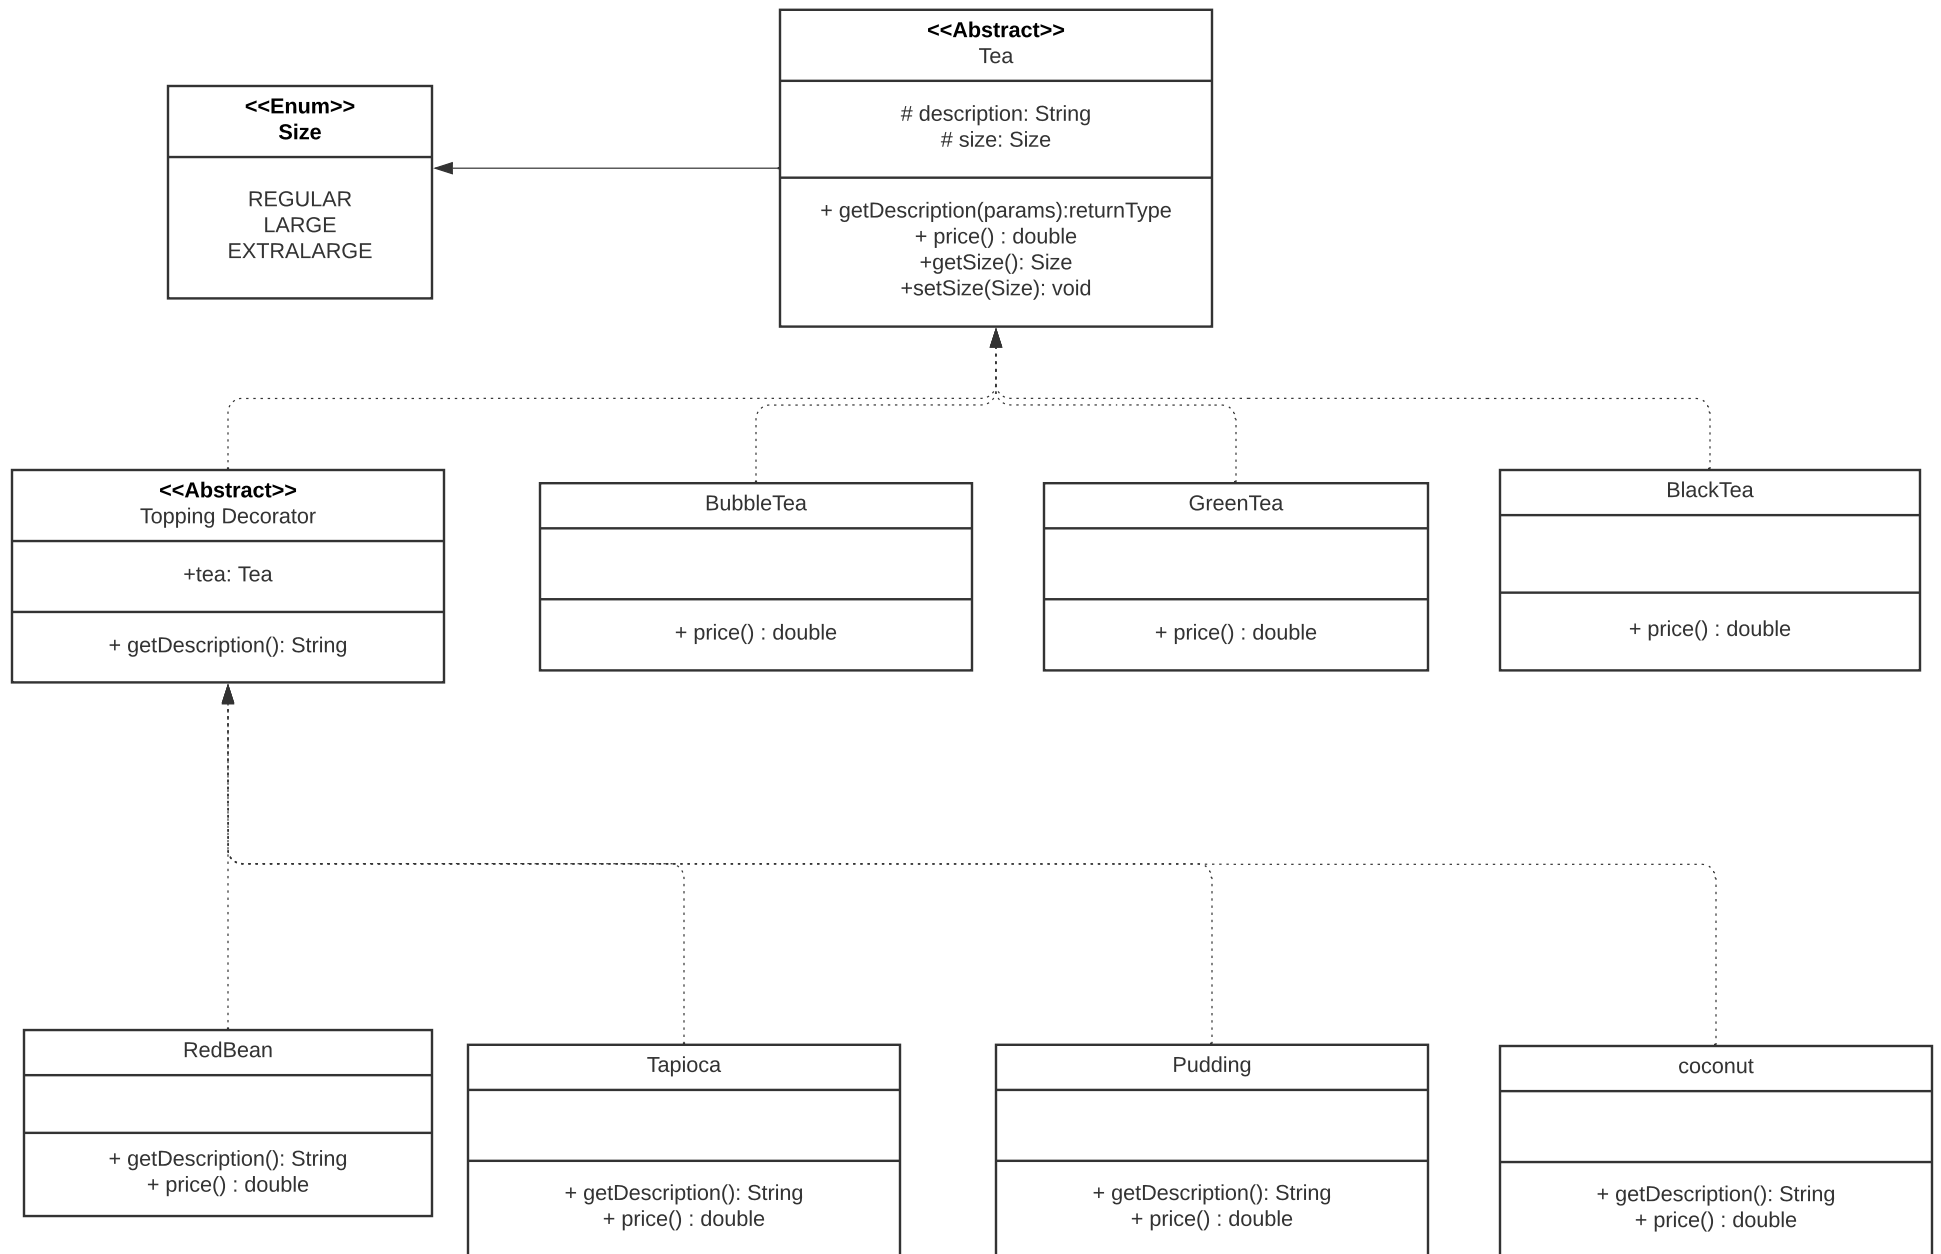 <<Abstract>>
Tea
# description: String
# size: Size
+ getDescription(params):returnType
+ price() : double
+getSize(): Size
+setSize(Size): void
<<Enum>>
Size
REGULAR
LARGE
EXTRALARGE
<<Abstract>>
Topping Decorator
+tea: Tea
+ getDescription(): String
BubbleTea
+ price() : double
GreenTea
+ price() : double
BlackTea
+ price() : double
RedBean
+ getDescription(): String
+ price() : double
Tapioca
+ getDescription(): String
+ price() : double
Pudding
+ getDescription(): String
+ price() : double
coconut
+ getDescription(): String
+ price() : double